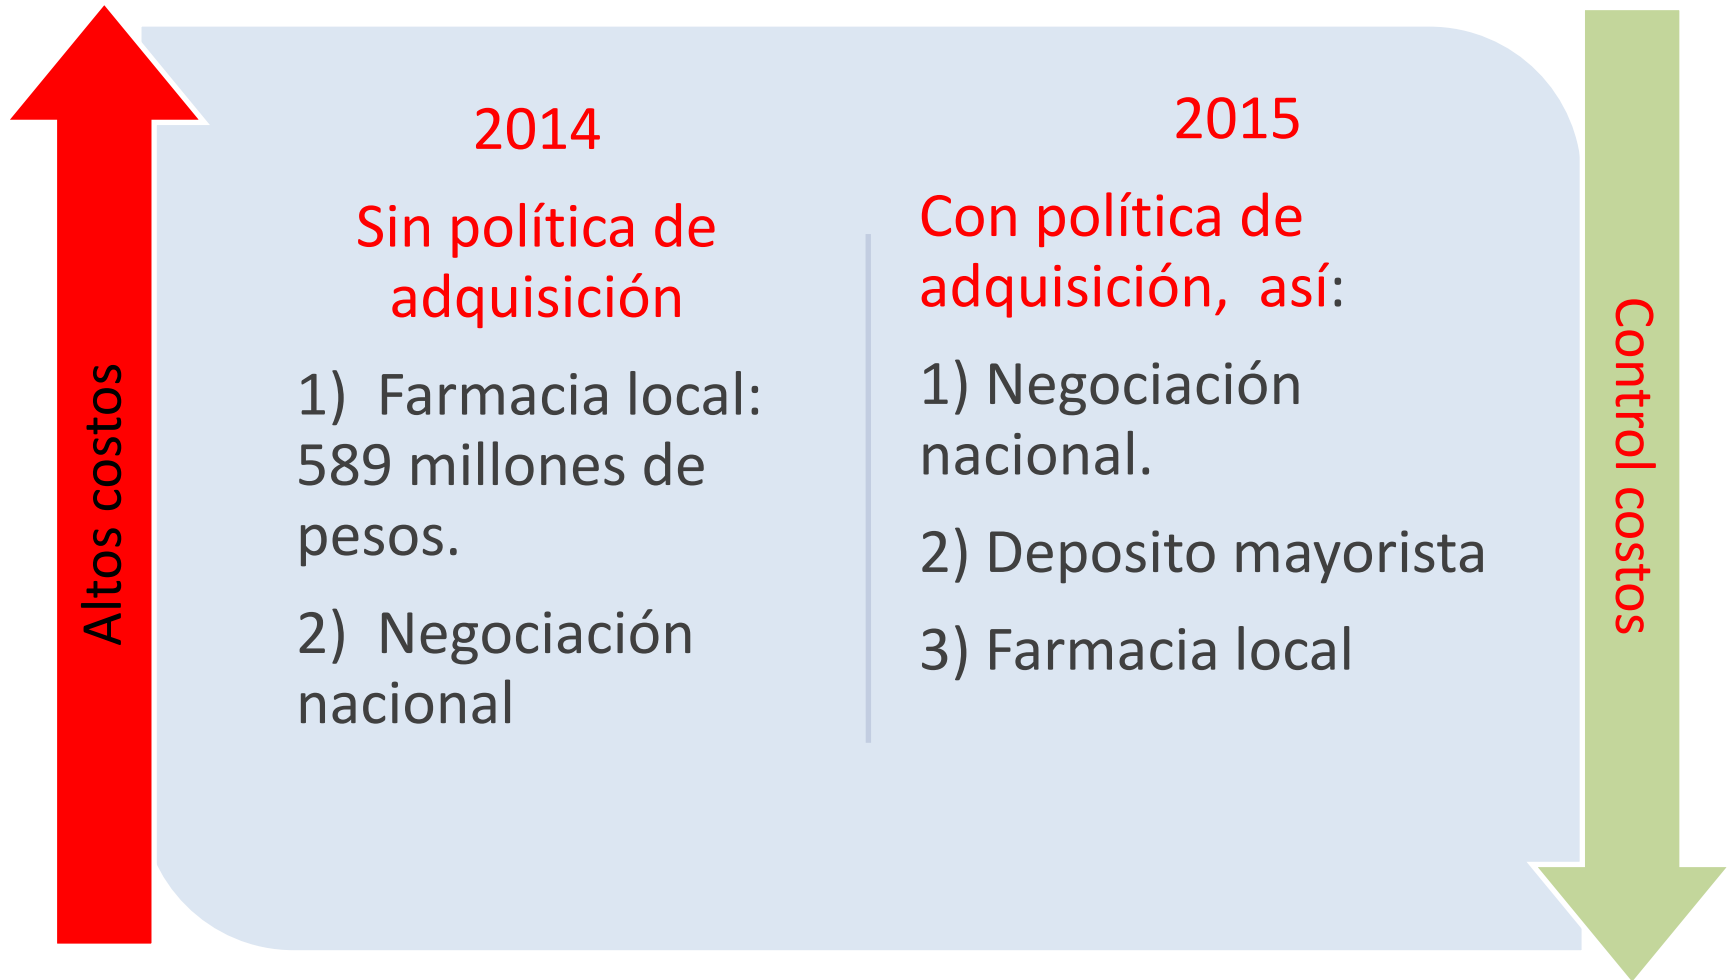 Altos costos
2014
Sin política de
adquisición
1)  Farmacia local:
589 millones de
pesos.
2)  Negociación
nacional
2015
Con política de
adquisición,  así:
1) Negociación
nacional.
2) Deposito mayorista
3) Farmacia local
Control costos